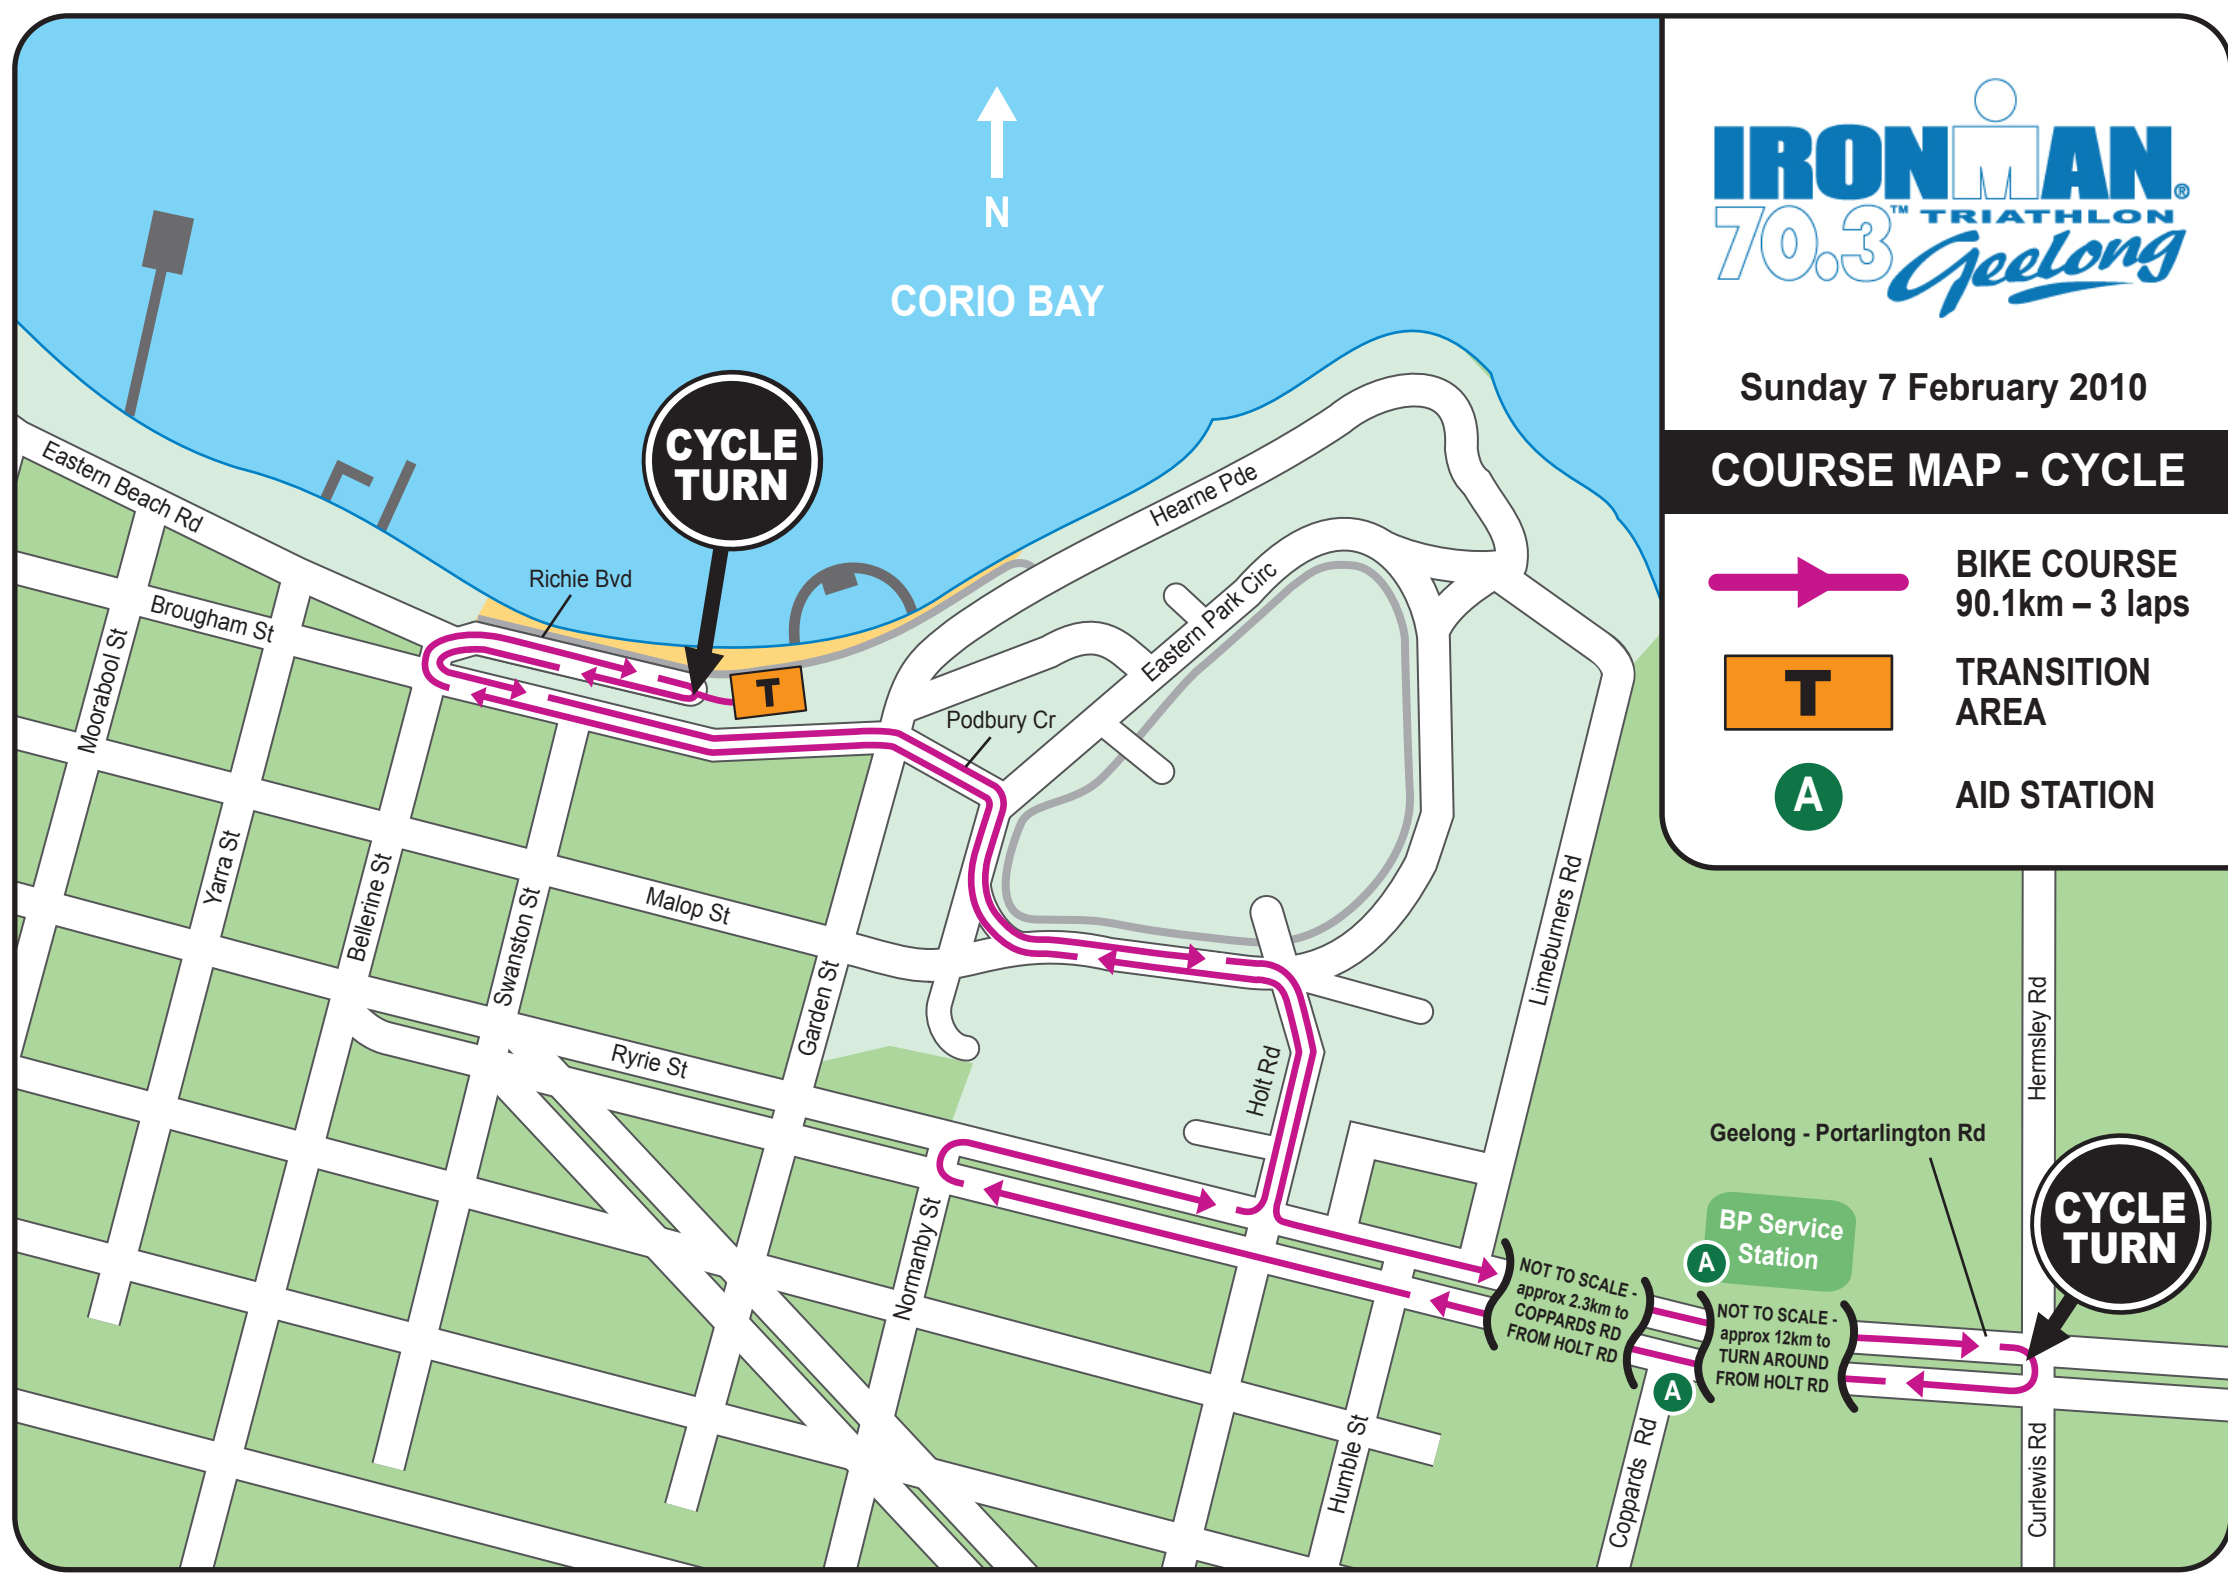 IRONMAN®
70.3™ TRIATHLON
Geelong
Sunday 7 February 2010
COURSE MAP - CYCLE
BIKE COURSE
90.1km – 3 laps
T
TRANSITION
AREA
A
AID STATION
N
CORIO BAY
CYCLE
TURN
Richie Bvd
T
Eastern Beach Rd
Brougham St
Moorabool St
Yarra St
Bellerine St
Swanston St
Malop St
Ryrie St
Garden St
Podbury Cr
Hearne Pde
Eastern Park Circ
Limeburners Rd
Holt Rd
Normanby St
Humble St
Coppards Rd
Hermsley Rd
Curlewis Rd
Geelong - Portarlington Rd
BP Service
Station
A
A
NOT TO SCALE -
approx 2.3km to
COPPARDS RD
FROM HOLT RD
NOT TO SCALE -
approx 12km to
TURN AROUND
FROM HOLT RD
CYCLE
TURN